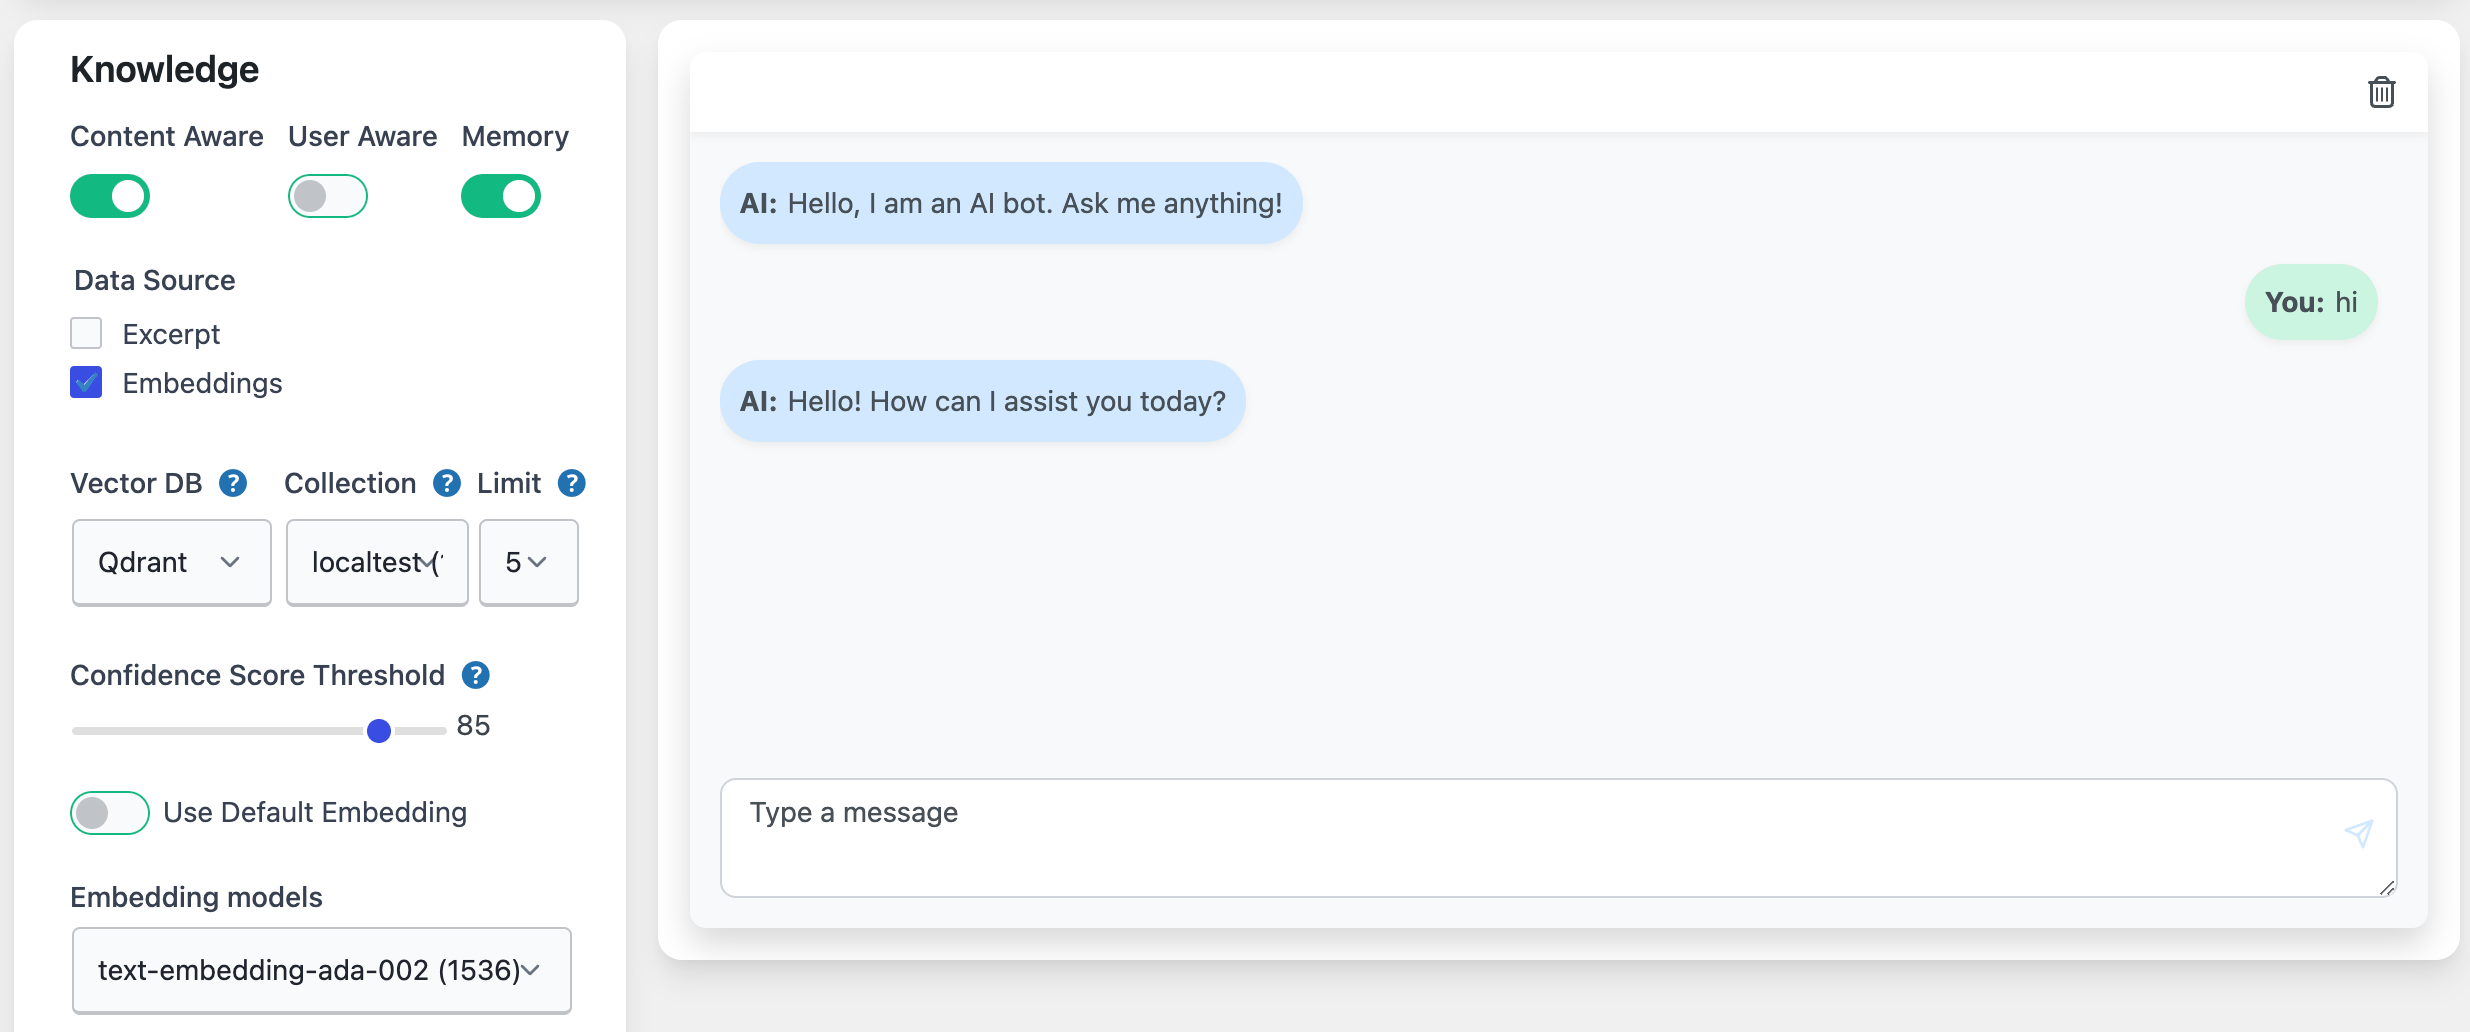 Knowledge
Content Aware User Aware Memory
Data Source
Excerpt
Embeddings
Vector DB ? Collection ? Limit ?
Qdrant localtest ( 5
Confidence Score Threshold ?
85
Use Default Embedding
Embedding models
text-embedding-ada-002 (1536)
AI: Hello, I am an AI bot. Ask me anything!
You: hi
AI: Hello! How can I assist you today?
Type a message